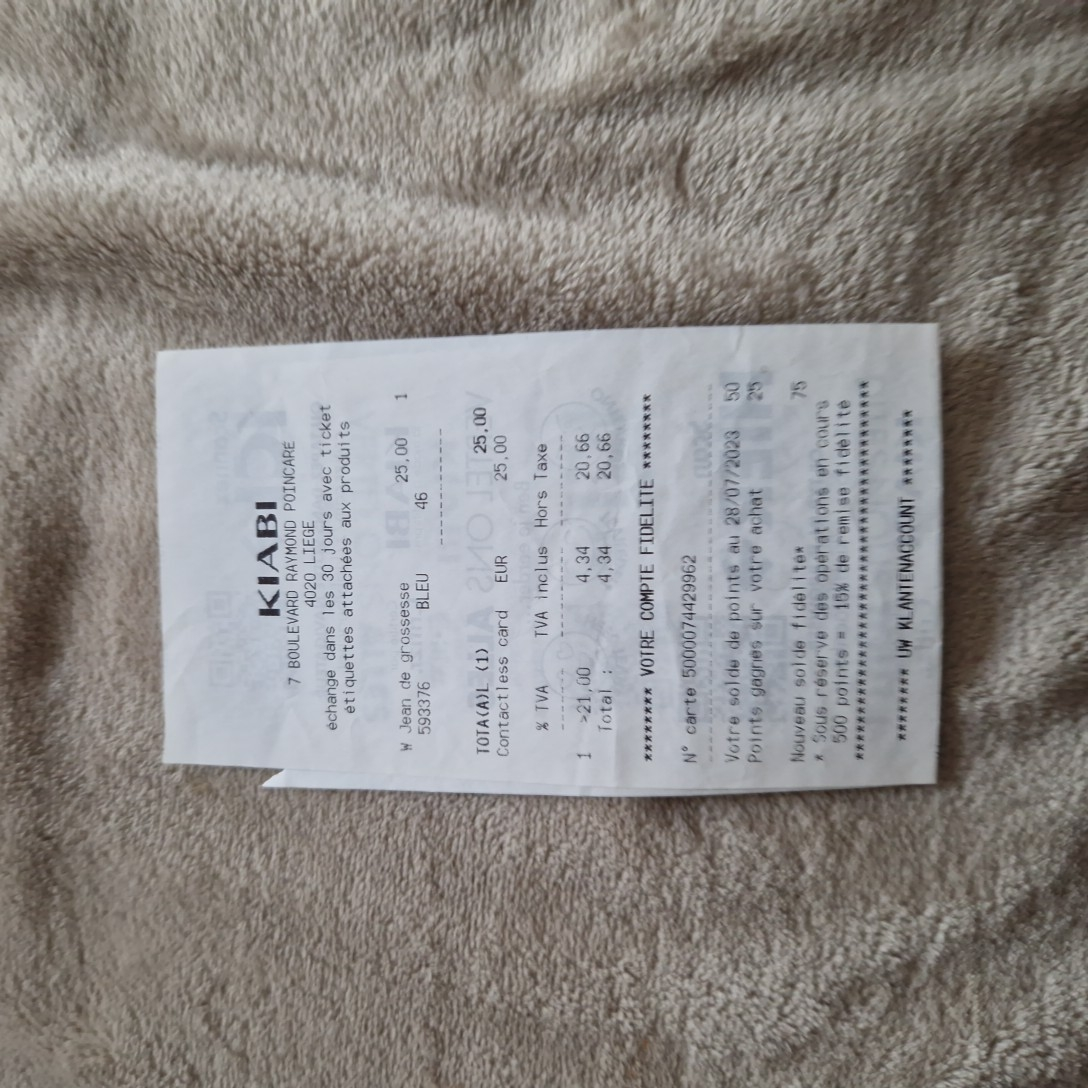 KIABI
7 BOULEVARD RAYMOND POINCARE
4020 LIEGE
échange dans les 30 jours avec ticket
étiquettes attachées aux produits
W Jean de grossesse 25,00 1
593376 BLEU 46
------------
TOTA(A)L (1) 25,00
Contactless card EUR 25,00
% TVA TVA inclus Hors Taxe
1 >21,00 4,34 20,66
Total : 4,34 20,66
******** VOTRE COMPTE FIDELITE ********
N° carte 5000074429962
Votre solde de points au 28/07/2023 50
Points gagnés sur votre achat 25
Nouveau solde fidélité* 75
* Sous réserve des opérations en cours
500 points = 15% de remise fidélité
***************************************
******** UW KLANTENACCOUNT ********